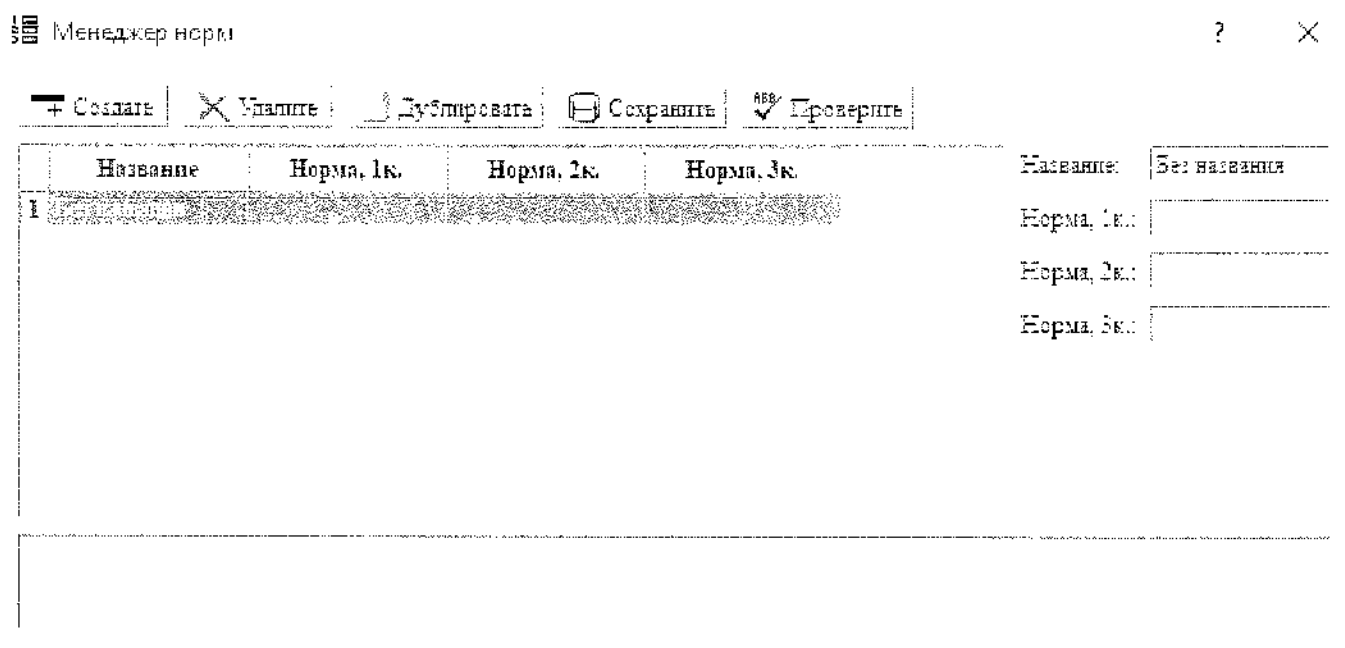 Менеджер норм ?
Создать Удалить Дублировать Сохранить АБВ Проверить
Название Норма, 1к. Норма, 2к. Норма, 3к.
1
Название: Без названия
Норма, 1к.:
Норма, 2к.:
Норма, 3к.: